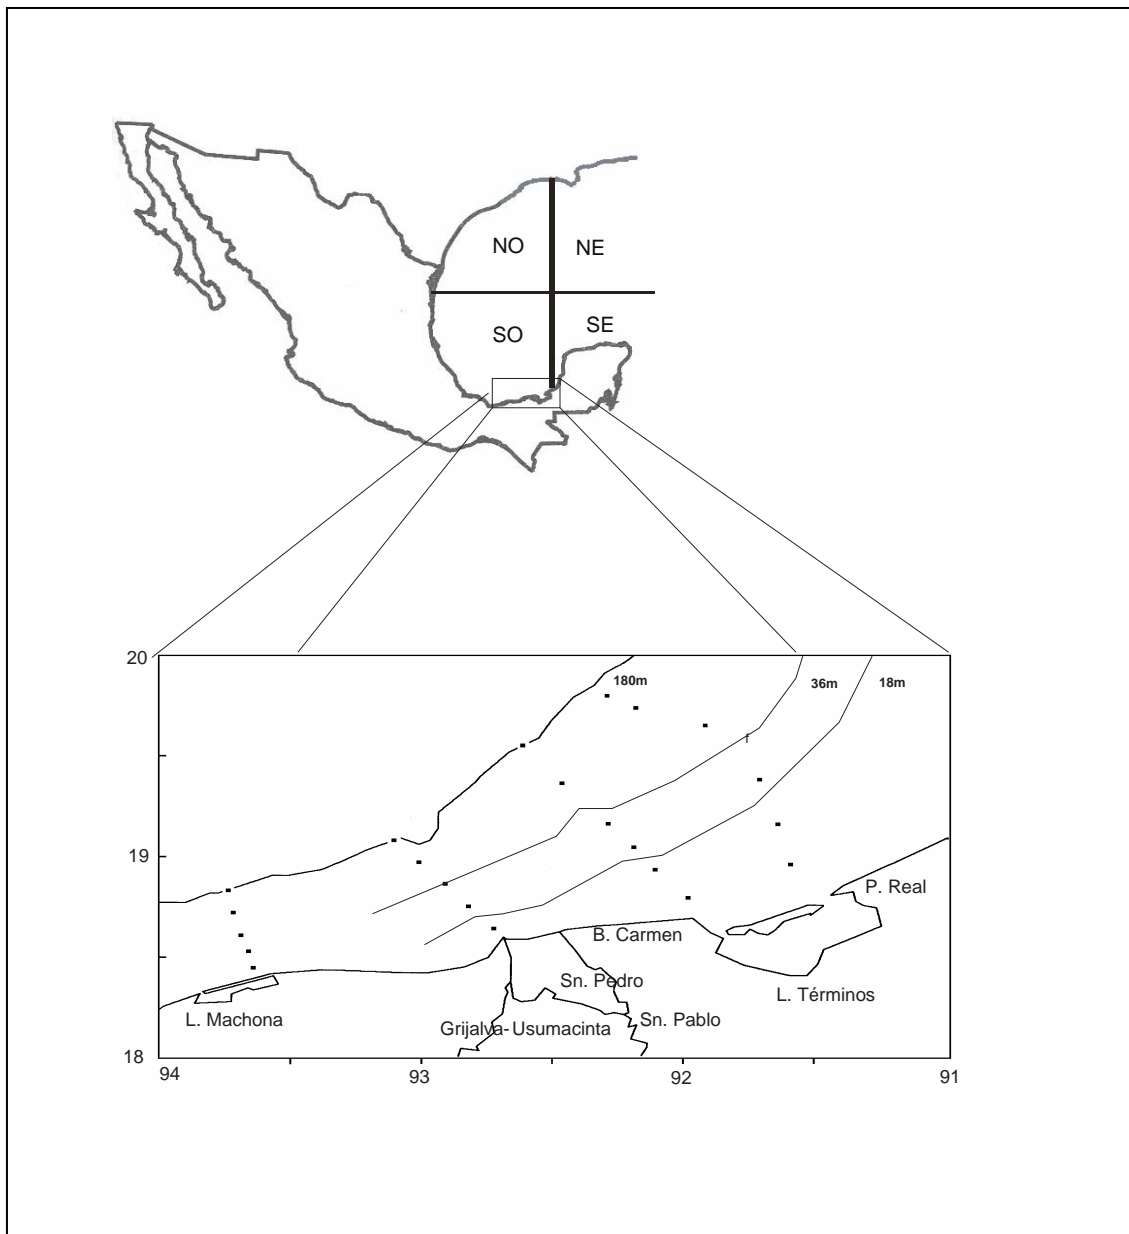 NO
NE
SO
SE
20
180m
36m
18m
f
19
P. Real
B. Carmen
Sn. Pedro
L. Términos
L. Machona
Grijalva-Usumacinta
Sn. Pablo
18
94
93
92
91